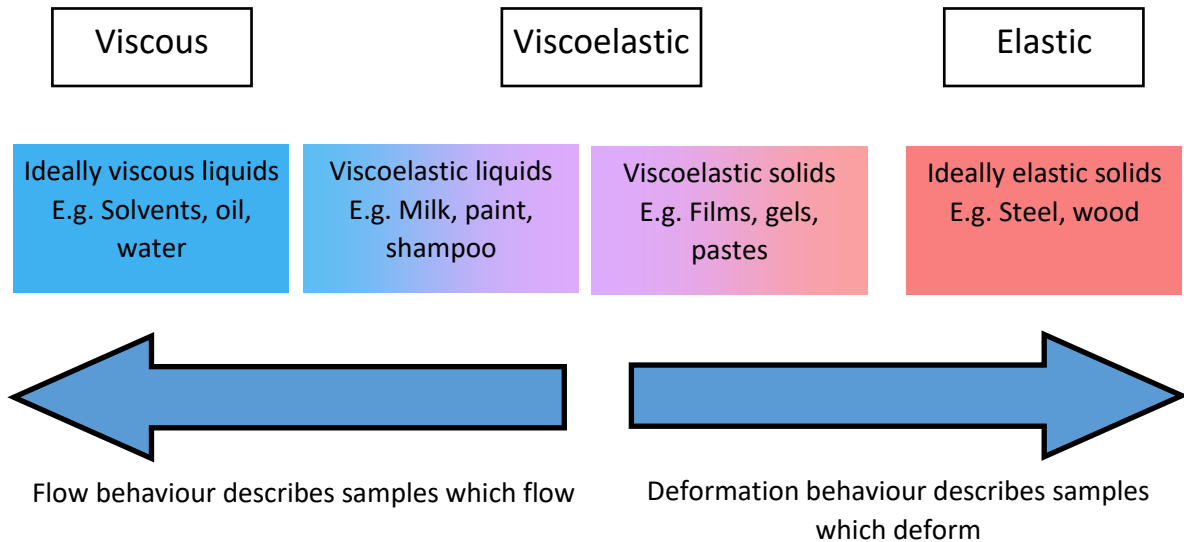 Viscous
Viscoelastic
Elastic
Ideally viscous liquids
E.g. Solvents, oil,
water
Viscoelastic liquids
E.g. Milk, paint,
shampoo
Viscoelastic solids
E.g. Films, gels,
pastes
Ideally elastic solids
E.g. Steel, wood
Flow behaviour describes samples which flow
Deformation behaviour describes samples
which deform